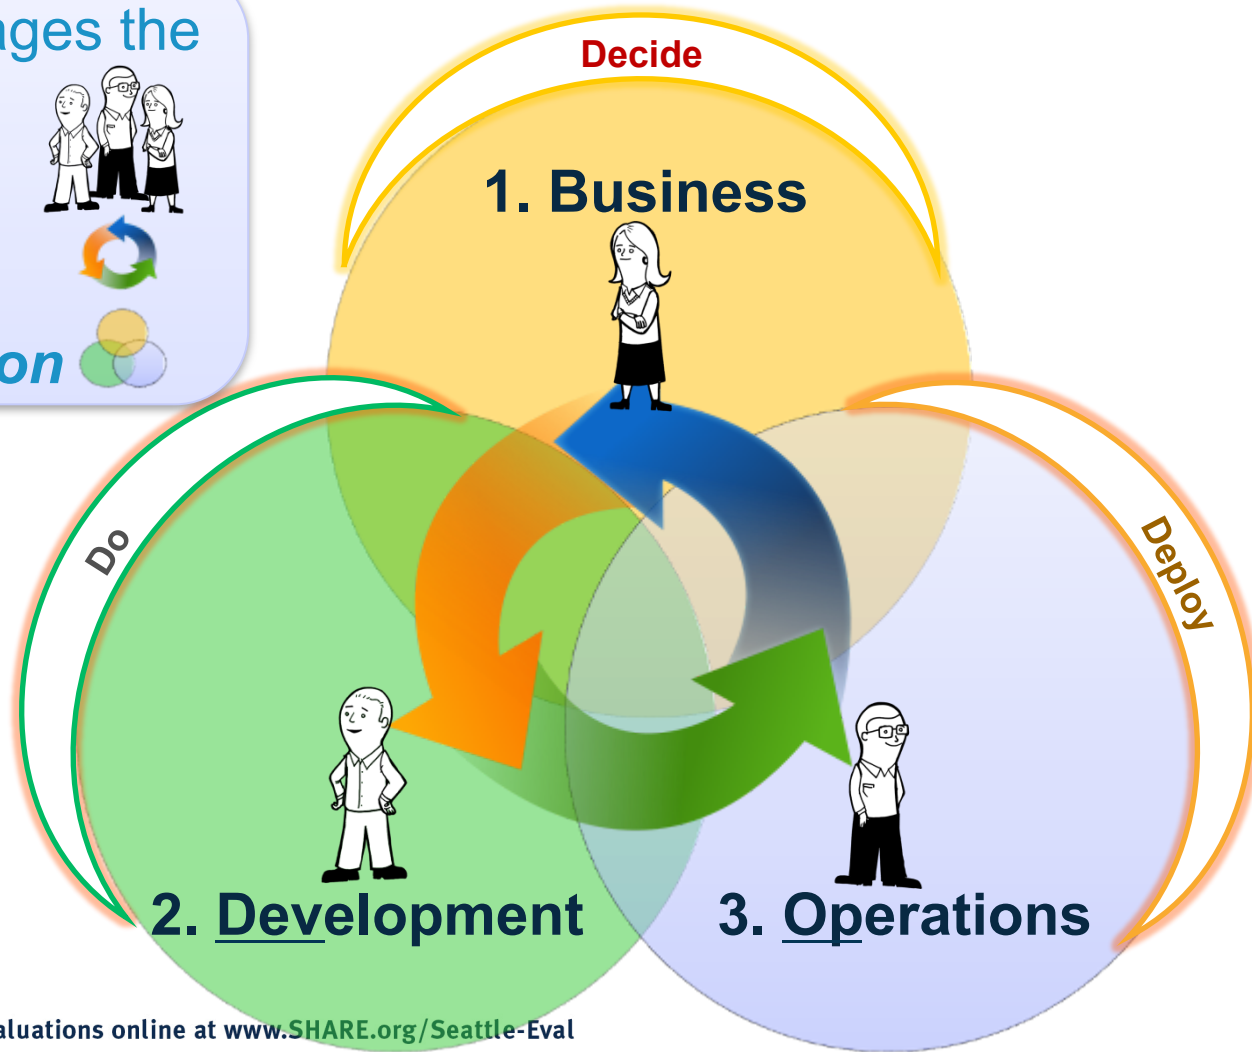 ages the
on
Decide
1. Business
Do
Deploy
2. Development
3. Operations
aluations online at www.SHARE.org/Seattle-Eval